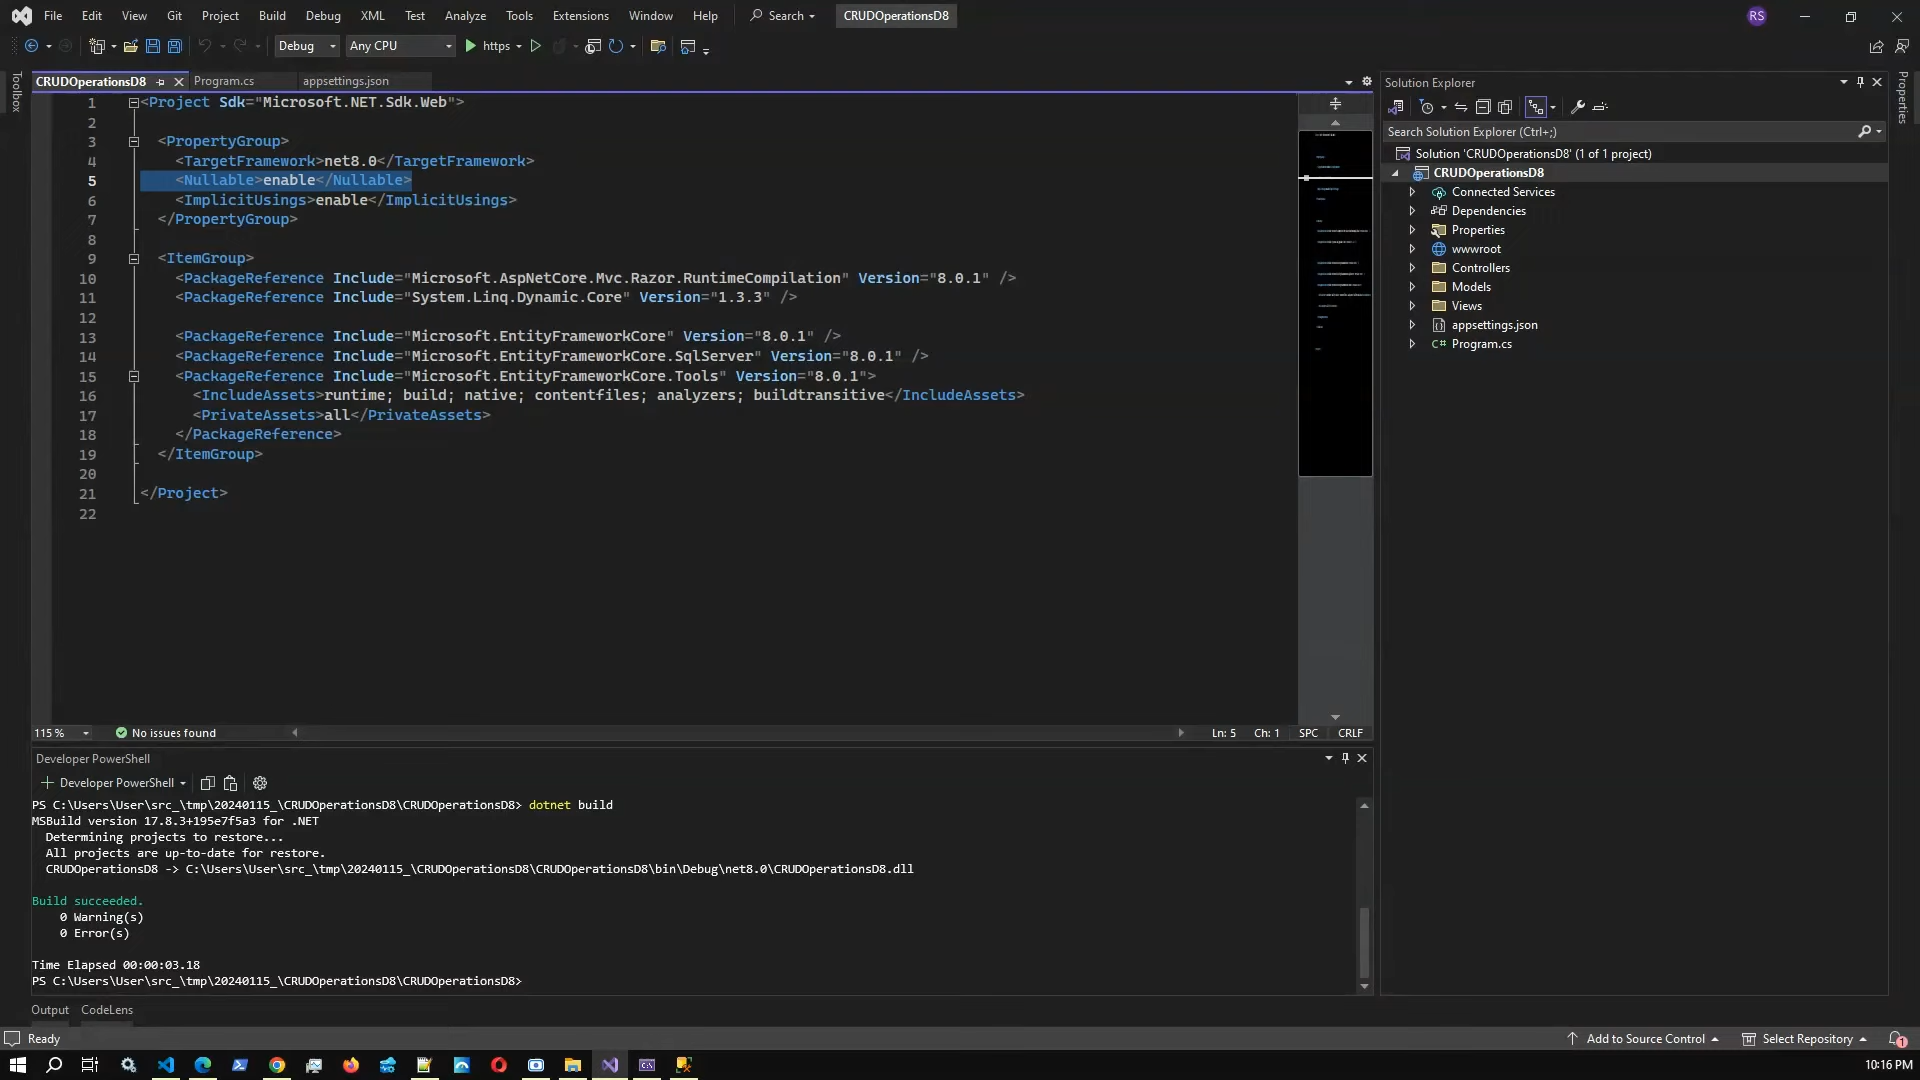 File Edit View Git Project Build Debug XML Test Analyze Tools Extensions Window Help Search CRUDOperationsD8 RS
Debug Any CPU https
Toolbox
CRUDOperationsD8 Program.cs appsettings.json
1 <Project Sdk="Microsoft.NET.Sdk.Web">
2
3 <PropertyGroup>
4 <TargetFramework>net8.0</TargetFramework>
5 <Nullable>enable</Nullable>
6 <ImplicitUsings>enable</ImplicitUsings>
7 </PropertyGroup>
8
9 <ItemGroup>
10 <PackageReference Include="Microsoft.AspNetCore.Mvc.Razor.RuntimeCompilation" Version="8.0.1" />
11 <PackageReference Include="System.Linq.Dynamic.Core" Version="1.3.3" />
12
13 <PackageReference Include="Microsoft.EntityFrameworkCore" Version="8.0.1" />
14 <PackageReference Include="Microsoft.EntityFrameworkCore.SqlServer" Version="8.0.1" />
15 <PackageReference Include="Microsoft.EntityFrameworkCore.Tools" Version="8.0.1">
16 <IncludeAssets>runtime; build; native; contentfiles; analyzers; buildtransitive</IncludeAssets>
17 <PrivateAssets>all</PrivateAssets>
18 </PackageReference>
19 </ItemGroup>
20
21 </Project>
22
115 % No issues found Ln: 5 Ch: 1 SPC CRLF
Developer PowerShell
Developer PowerShell
PS C:\Users\User\src_\tmp\20240115_\CRUDOperationsD8\CRUDOperationsD8> dotnet build
MSBuild version 17.8.3+195e7f5a3 for .NET
Determining projects to restore...
All projects are up-to-date for restore.
CRUDOperationsD8 -> C:\Users\User\src_\tmp\20240115_\CRUDOperationsD8\CRUDOperationsD8\bin\Debug\net8.0\CRUDOperationsD8.dll
Build succeeded.
0 Warning(s)
0 Error(s)
Time Elapsed 00:00:03.18
PS C:\Users\User\src_\tmp\20240115_\CRUDOperationsD8\CRUDOperationsD8>
Output CodeLens
Solution Explorer
Search Solution Explorer (Ctrl+;)
Solution 'CRUDOperationsD8' (1 of 1 project)
CRUDOperationsD8
Connected Services
Dependencies
Properties
wwwroot
Controllers
Models
Views
appsettings.json
C# Program.cs
Properties
Ready Add to Source Control Select Repository 1
10:16 PM